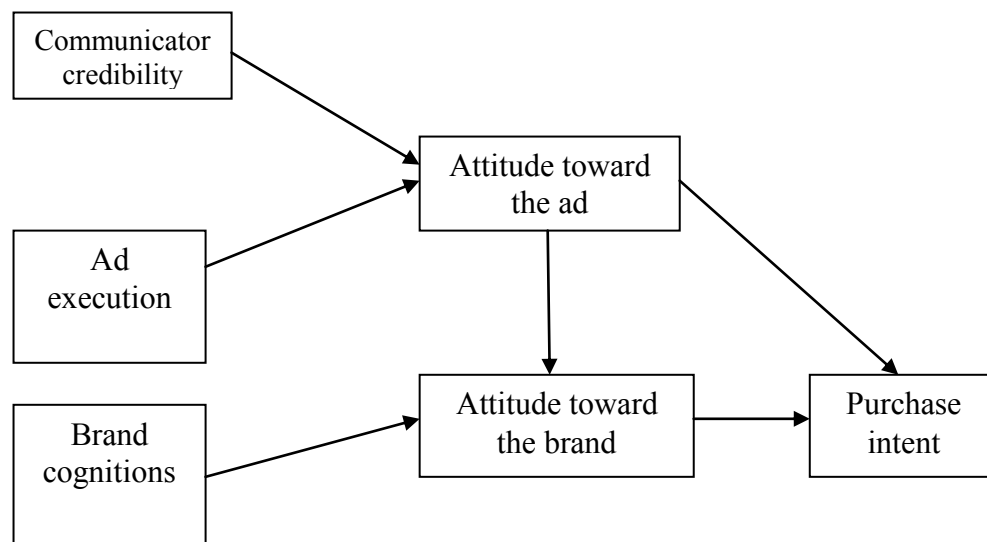 Communicator
credibility
Attitude toward
the ad
Ad
execution
Attitude toward
the brand
Purchase
intent
Brand
cognitions